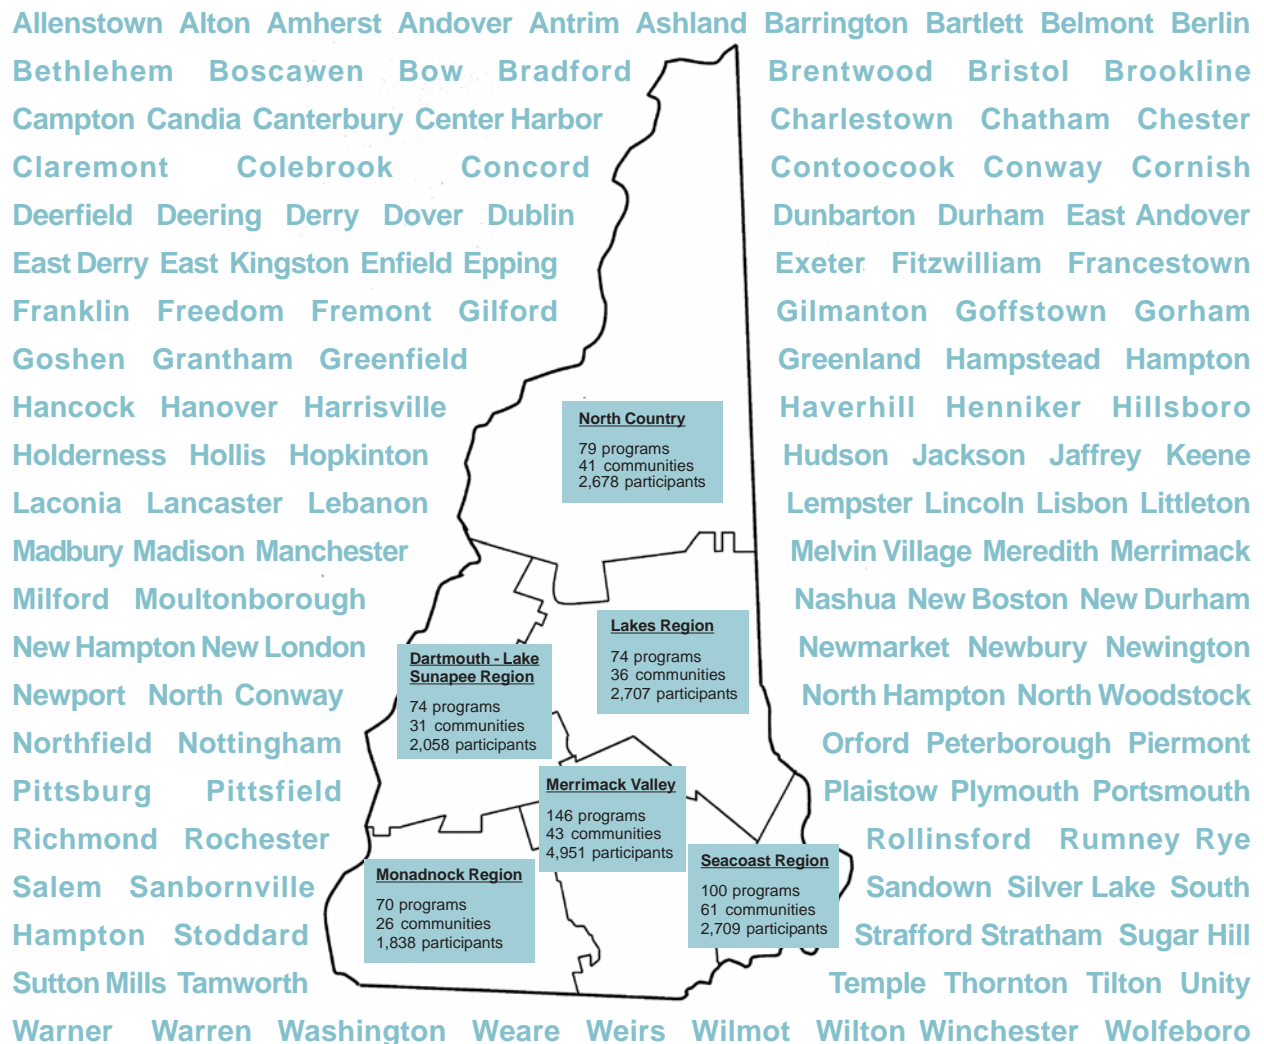 Allenstown Alton Amherst Andover Antrim Ashland Barrington Bartlett Belmont Berlin
Bethlehem Boscawen Bow Bradford Brentwood Bristol Brookline
Campton Candia Canterbury Center Harbor Charlestown Chatham Chester
Claremont Colebrook Concord Contoocook Conway Cornish
Deerfield Deering Derry Dover Dublin Dunbarton Durham East Andover
East Derry East Kingston Enfield Epping Exeter Fitzwilliam Francestown
Franklin Freedom Fremont Gilford Gilmanton Goffstown Gorham
Goshen Grantham Greenfield Greenland Hampstead Hampton
Hancock Hanover Harrisville Haverhill Henniker Hillsboro
Holderness Hollis Hopkinton Hudson Jackson Jaffrey Keene
Laconia Lancaster Lebanon Lempster Lincoln Lisbon Littleton
Madbury Madison Manchester Melvin Village Meredith Merrimack
Milford Moultonborough Nashua New Boston New Durham
New Hampton New London Newmarket Newbury Newington
Newport North Conway North Hampton North Woodstock
Northfield Nottingham Orford Peterborough Piermont
Pittsburg Pittsfield Plaistow Plymouth Portsmouth
Richmond Rochester Rollinsford Rumney Rye
Salem Sanbornville Sandown Silver Lake South
Hampton Stoddard Strafford Stratham Sugar Hill
Sutton Mills Tamworth Temple Thornton Tilton Unity
Warner Warren Washington Weare Weirs Wilmot Wilton Winchester Wolfeboro
North Country
79 programs
41 communities
2,678 participants
Lakes Region
74 programs
36 communities
2,707 participants
Dartmouth - Lake
Sunapee Region
74 programs
31 communities
2,058 participants
Merrimack Valley
146 programs
43 communities
4,951 participants
Seacoast Region
100 programs
61 communities
2,709 participants
Monadnock Region
70 programs
26 communities
1,838 participants